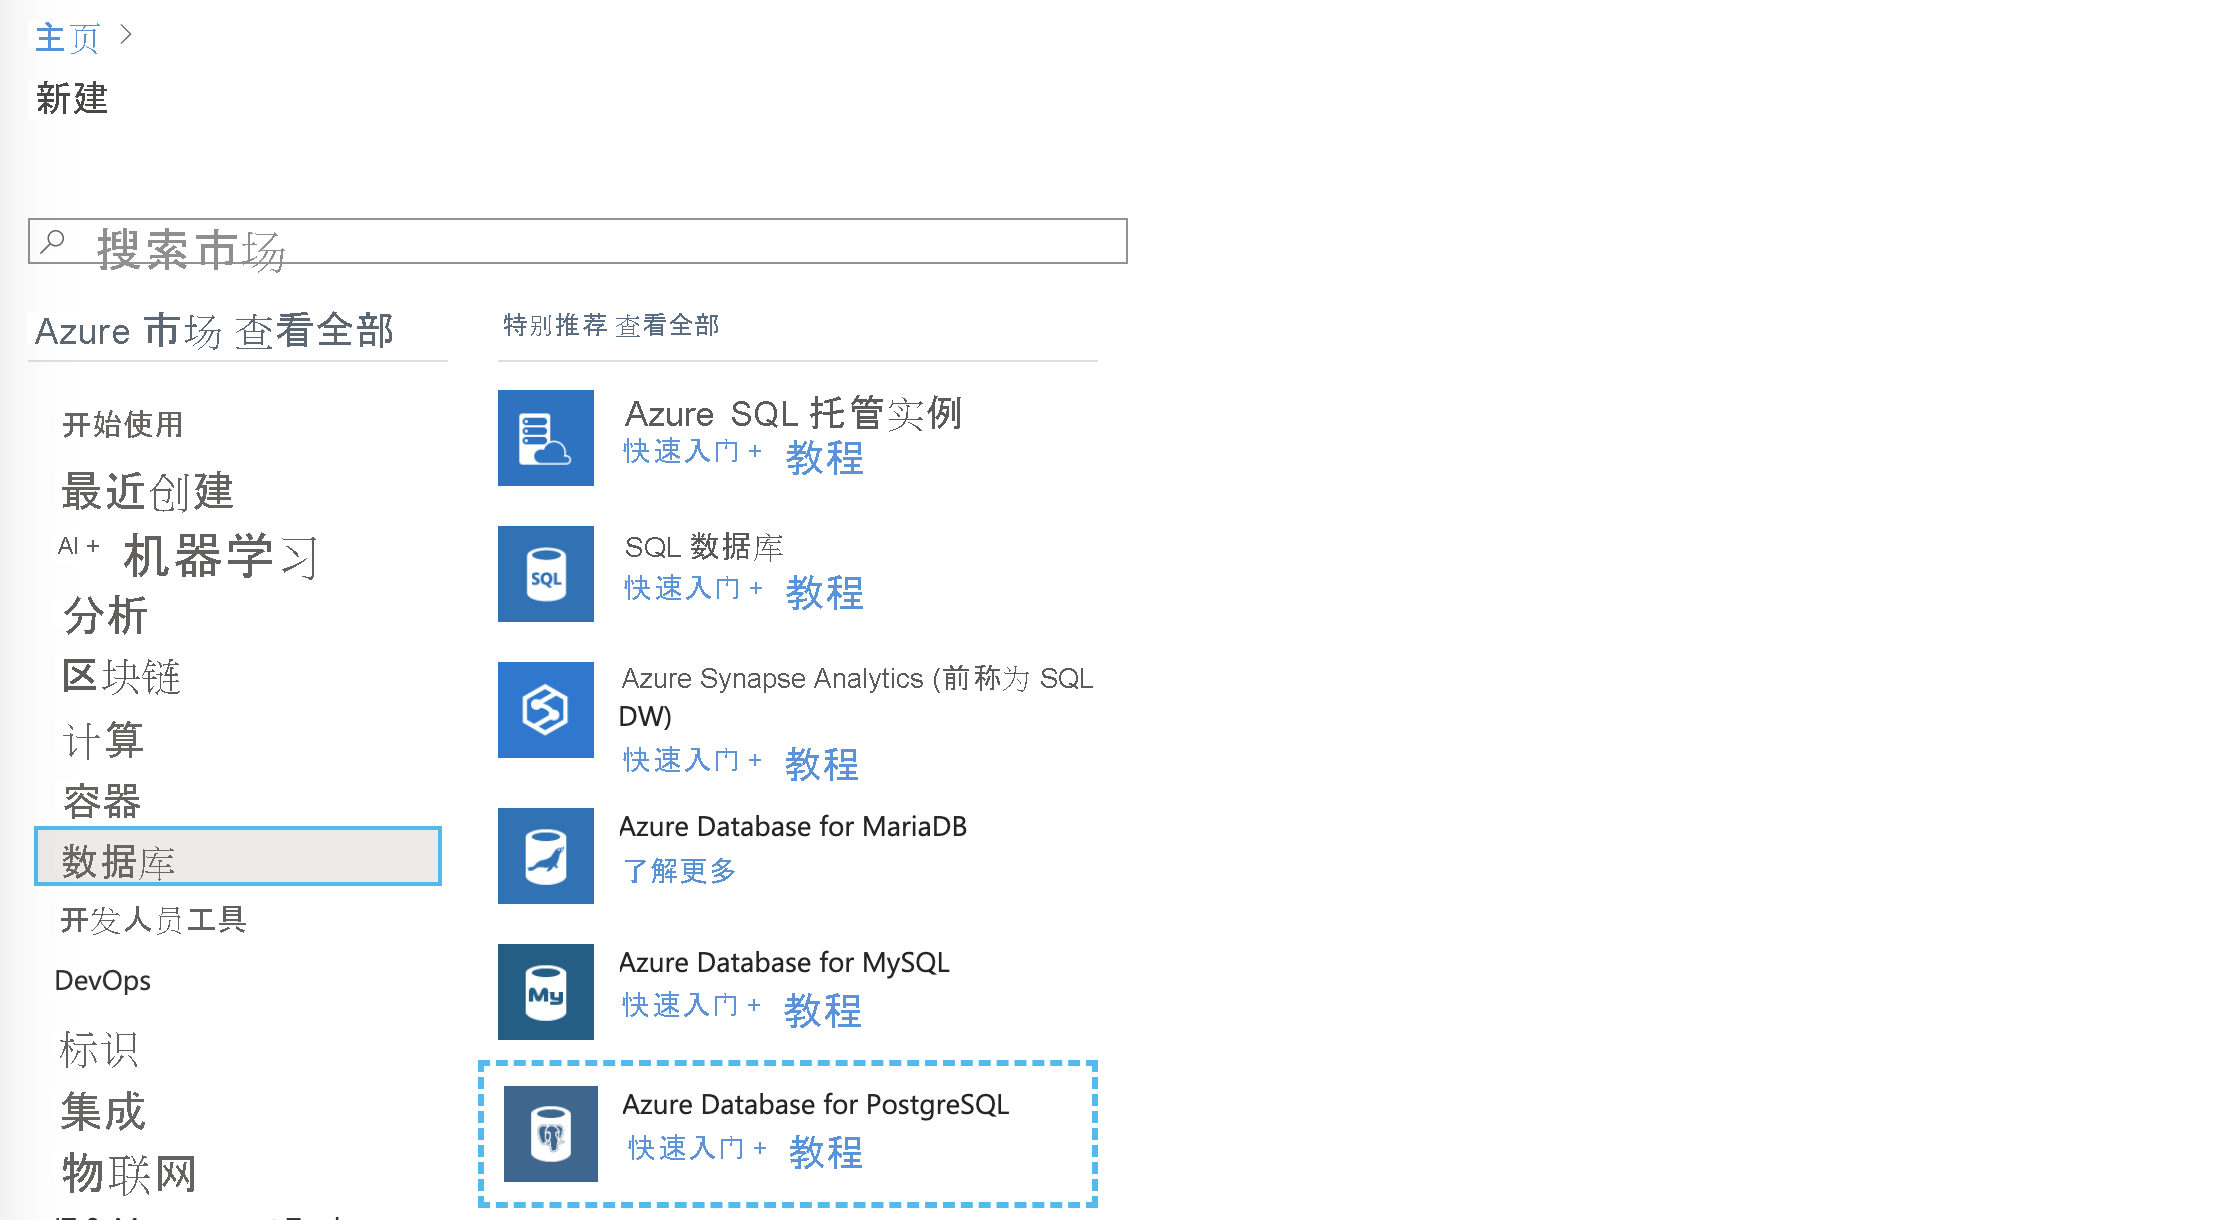 主页 >
新建
搜索市场
Azure 市场 查看全部
开始使用
最近创建
AI + 机器学习
分析
区块链
计算
容器
数据库
开发人员工具
DevOps
标识
集成
物联网
特别推荐 查看全部
Azure SQL 托管实例
快速入门 + 教程
SQL
SQL 数据库
快速入门 + 教程
Azure Synapse Analytics (前称为 SQL
DW)
快速入门 + 教程
Azure Database for MariaDB
了解更多
My
Azure Database for MySQL
快速入门 + 教程
Azure Database for PostgreSQL
快速入门 + 教程